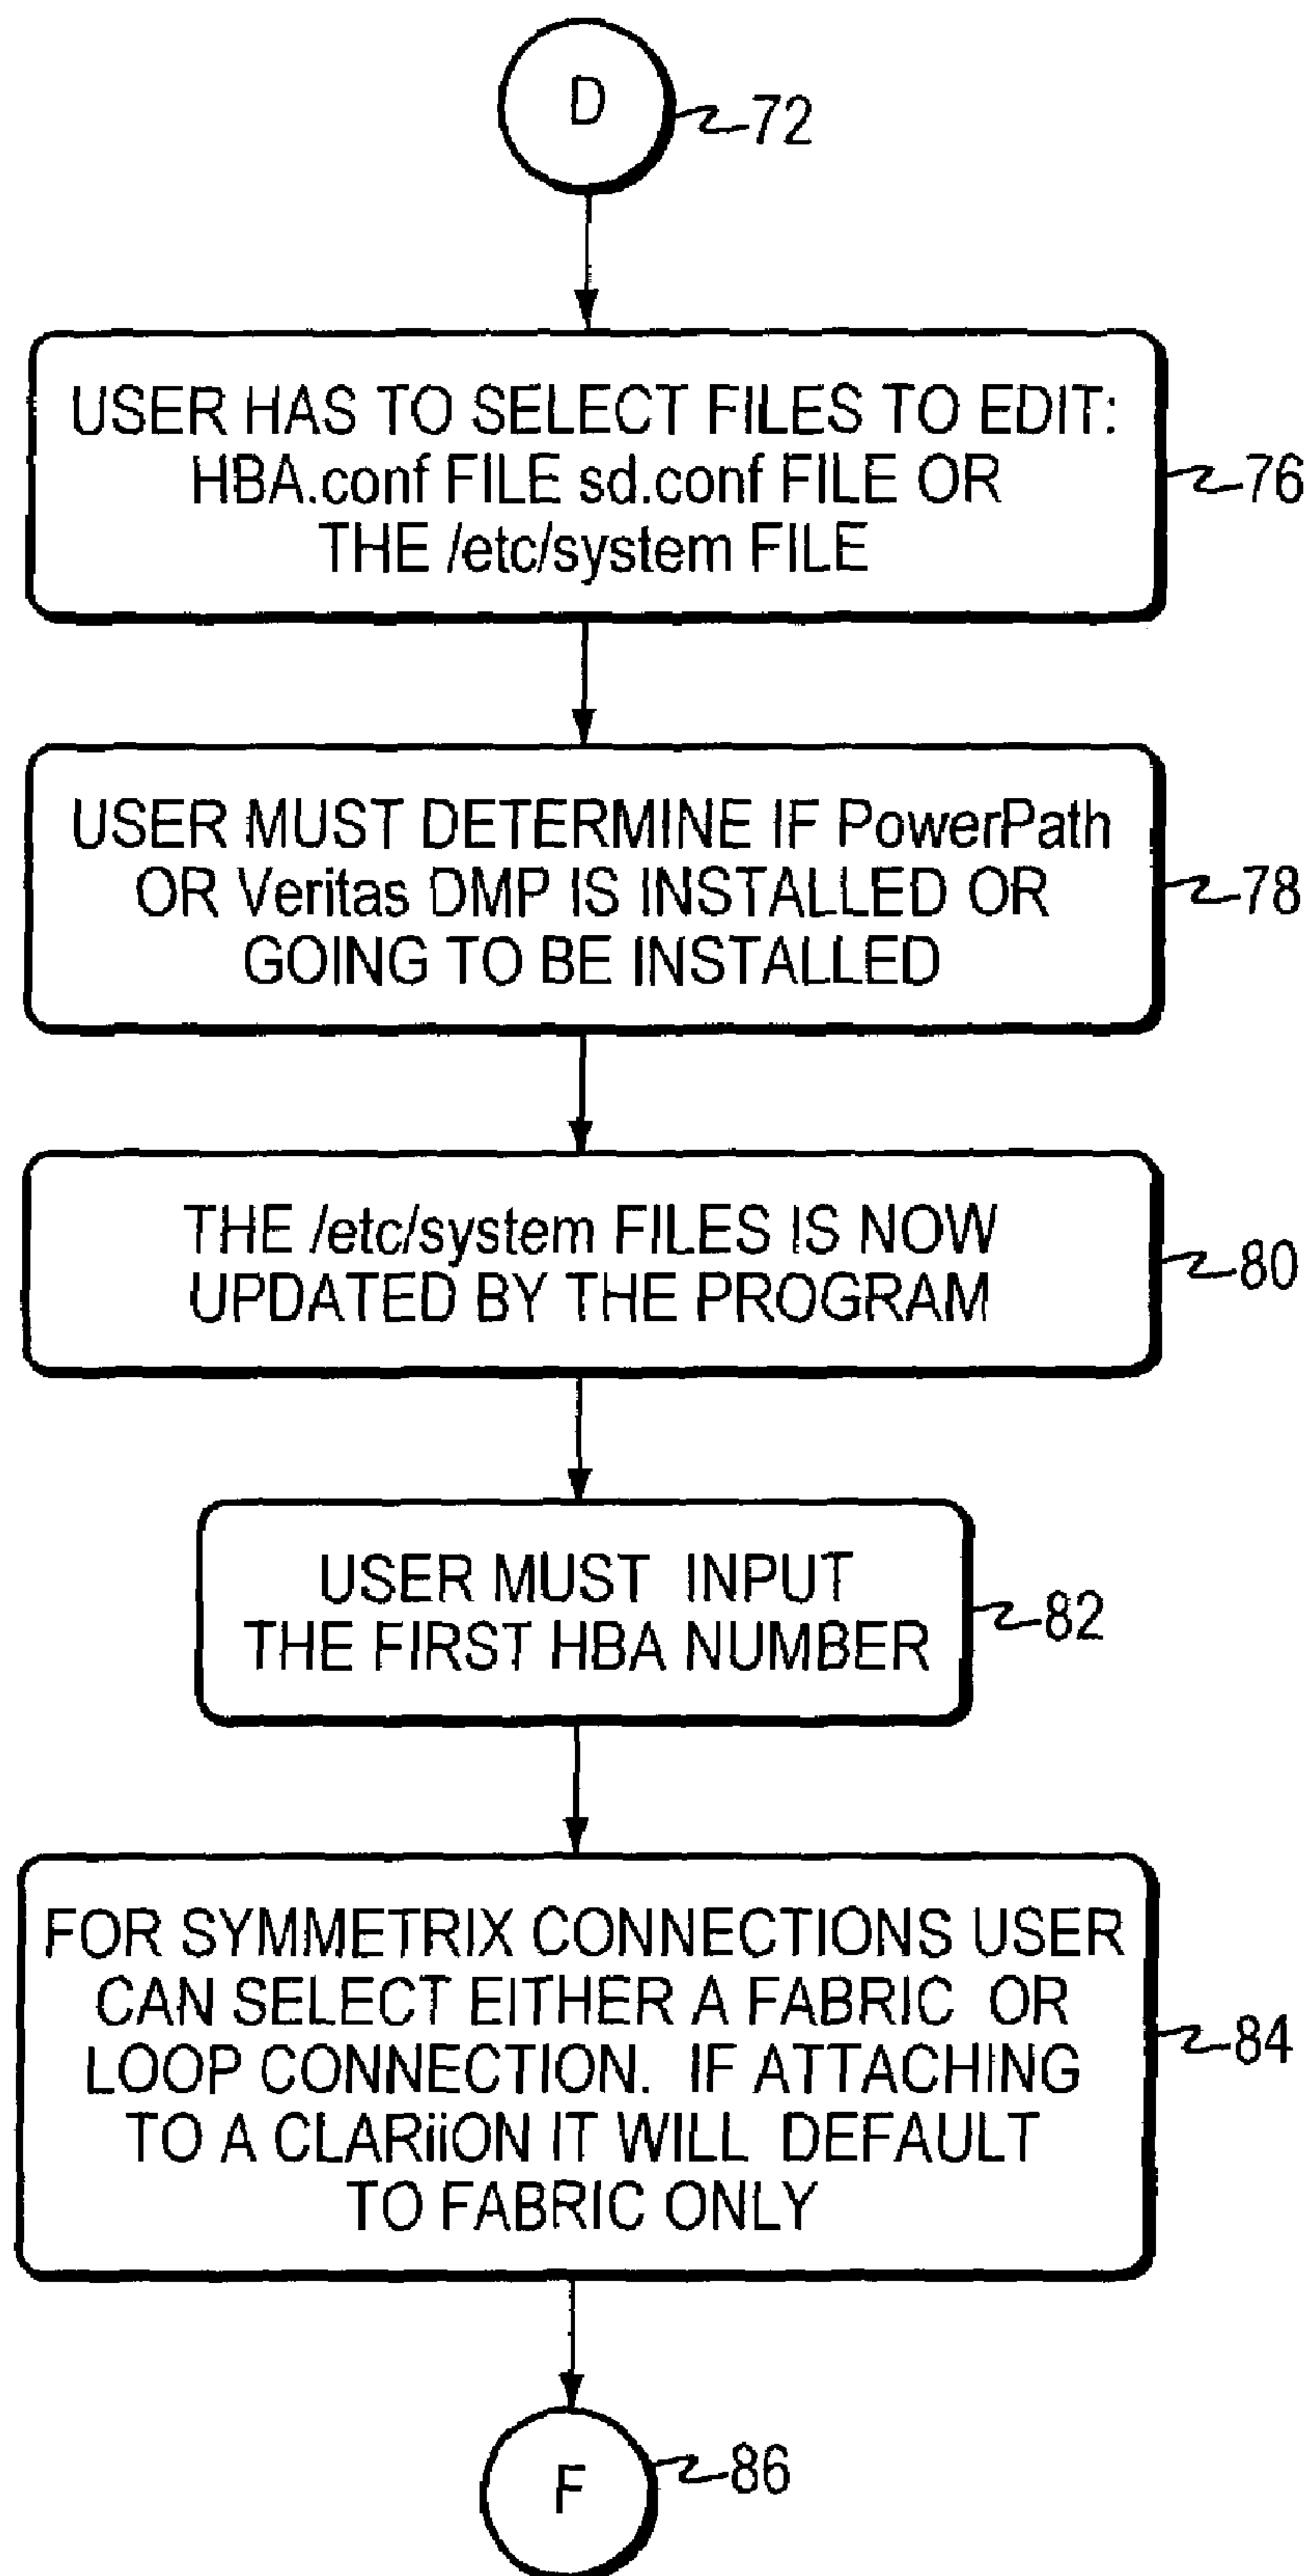 D
72
USER HAS TO SELECT FILES TO EDIT:
HBA.conf FILE sd.conf FILE OR
THE /etc/system FILE
76
USER MUST DETERMINE IF PowerPath
OR Veritas DMP IS INSTALLED OR
GOING TO BE INSTALLED
78
THE /etc/system FILES IS NOW
UPDATED BY THE PROGRAM
80
USER MUST INPUT
THE FIRST HBA NUMBER
82
FOR SYMMETRIX CONNECTIONS USER
CAN SELECT EITHER A FABRIC OR
LOOP CONNECTION. IF ATTACHING
TO A CLARiiON IT WILL DEFAULT
TO FABRIC ONLY
84
F
86